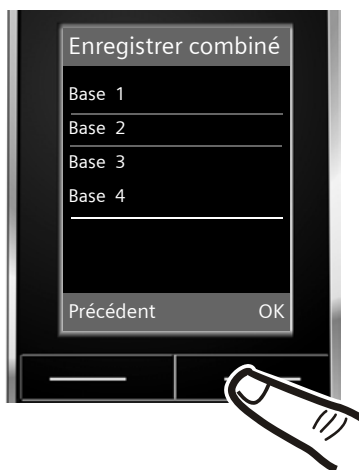 Enregistrer combiné
Base 1
Base 2
Base 3
Base 4
Précédent OK